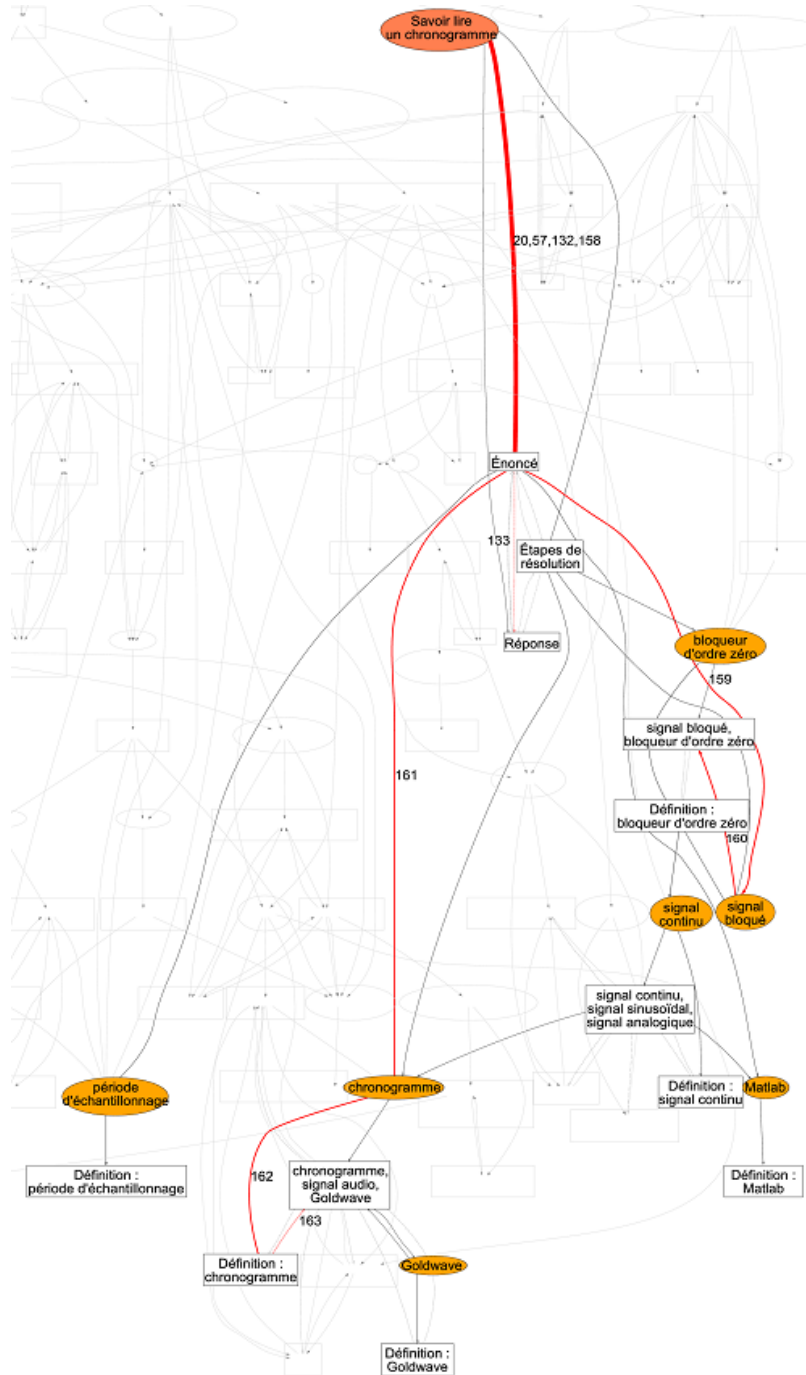 Savoir lire
un chronogramme
20,57,132,158
Énoncé
133
Étapes de
résolution
Réponse
bloqueur
d'ordre zéro
159
signal bloqué,
bloqueur d'ordre zéro
161
Définition :
bloqueur d'ordre zéro
160
signal
continu
signal
bloqué
signal continu,
signal sinusoïdal,
signal analogique
période
d'échantillonnage
chronogramme
Définition :
signal continu
Matlab
Définition :
période d'échantillonnage
162
chronogramme,
signal audio,
Goldwave
Définition :
Matlab
163
Définition :
chronogramme
Goldwave
Définition :
Goldwave